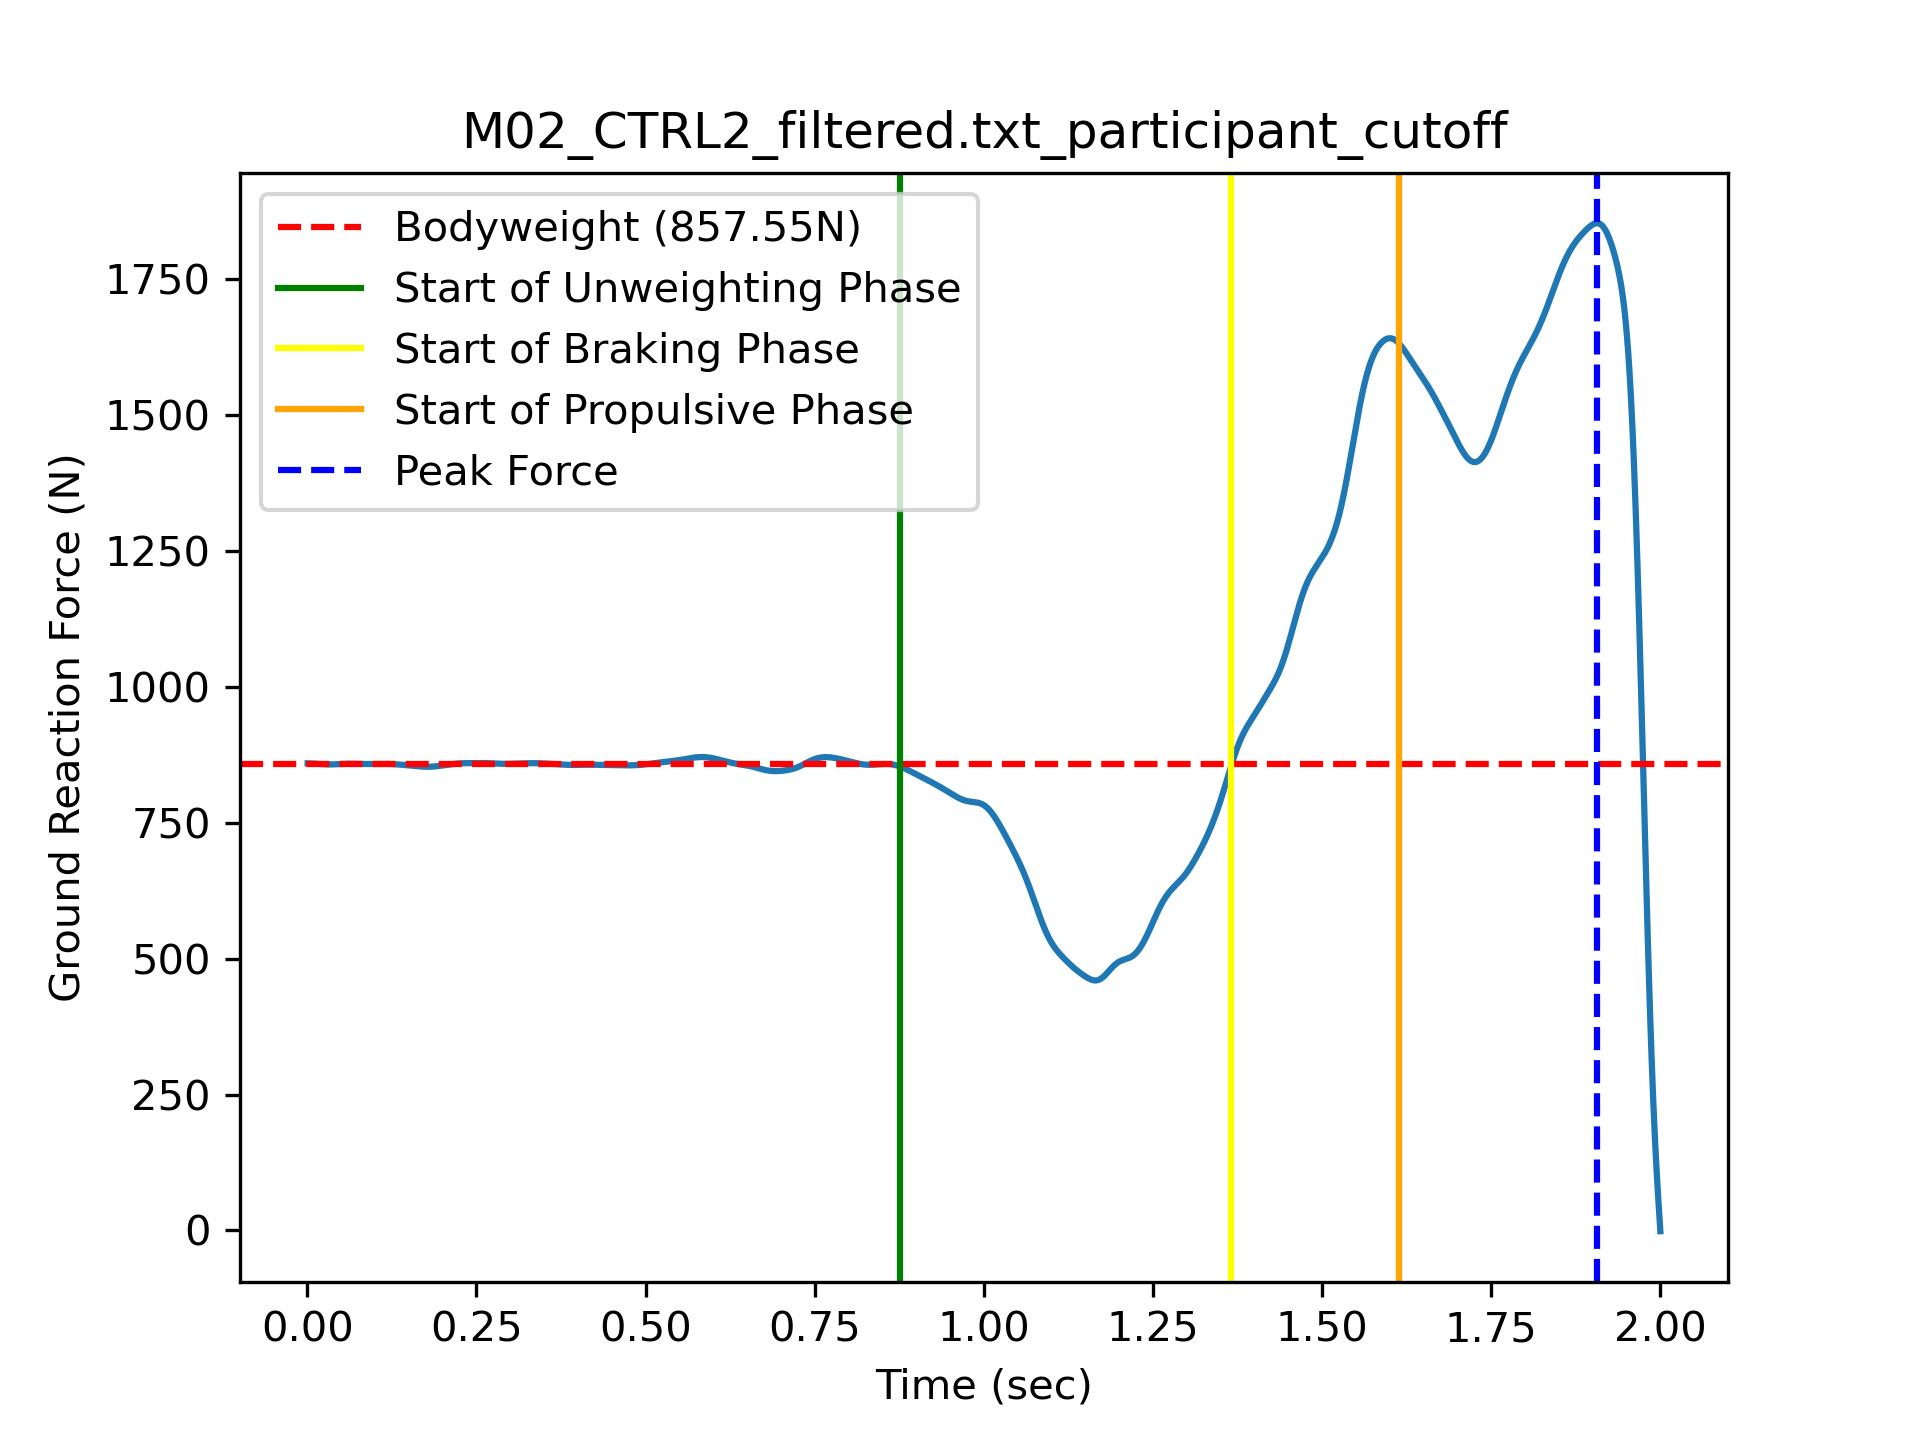 M02_CTRL2_filtered.txt_participant_cutoff
Bodyweight (857.55N)
Start of Unweighting Phase
Start of Braking Phase
Start of Propulsive Phase
Peak Force
Ground Reaction Force (N)
1750
1500
1250
1000
750
500
250
0
0.00 0.25 0.50 0.75 1.00 1.25 1.50 1.75 2.00
Time (sec)